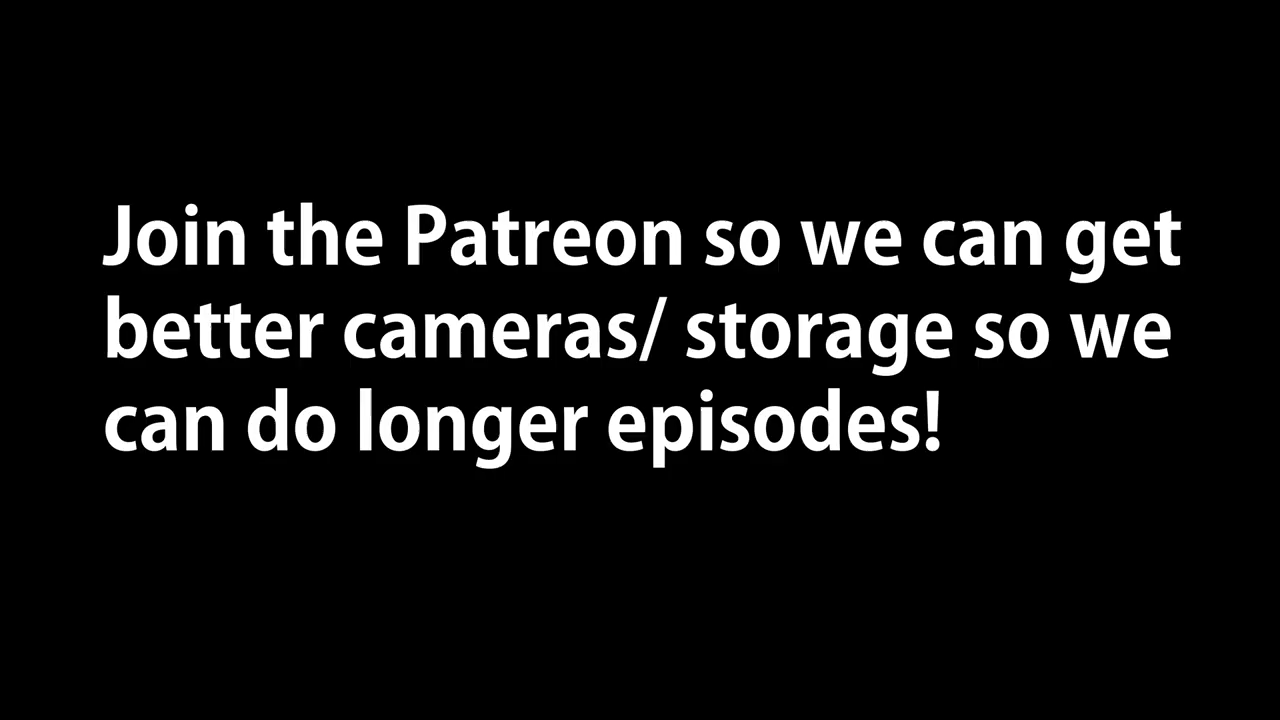 Join the Patreon so we can get
better cameras/ storage so we
can do longer episodes!